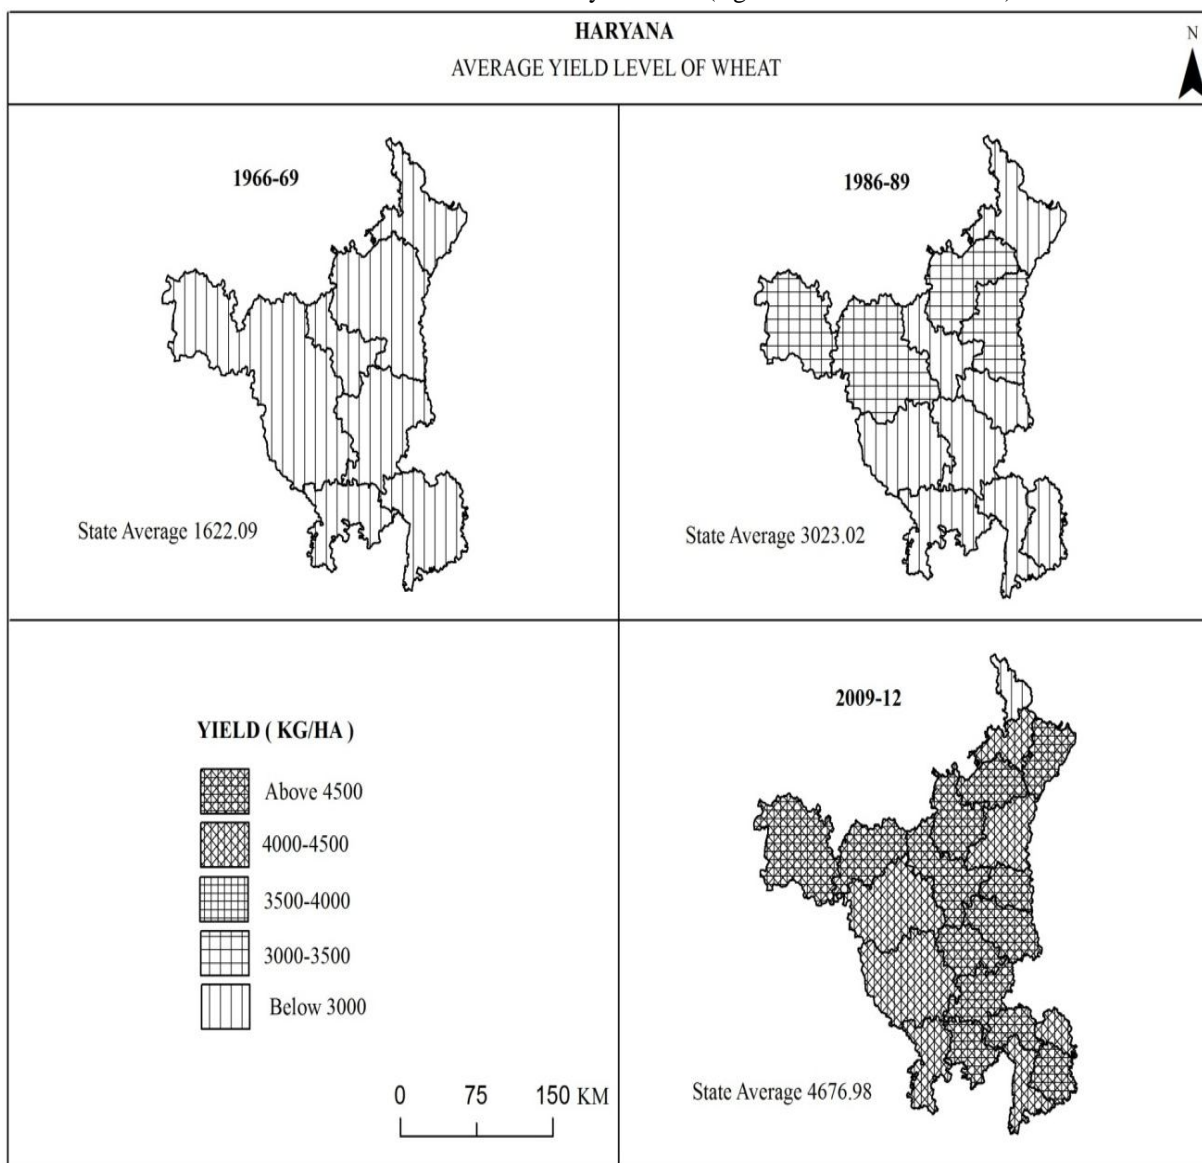 HARYANA
AVERAGE YIELD LEVEL OF WHEAT
N
1966-69
State Average 1622.09
1986-89
State Average 3023.02
YIELD ( KG/HA )
Above 4500
4000-4500
3500-4000
3000-3500
Below 3000
0 75 150 KM
2009-12
State Average 4676.98